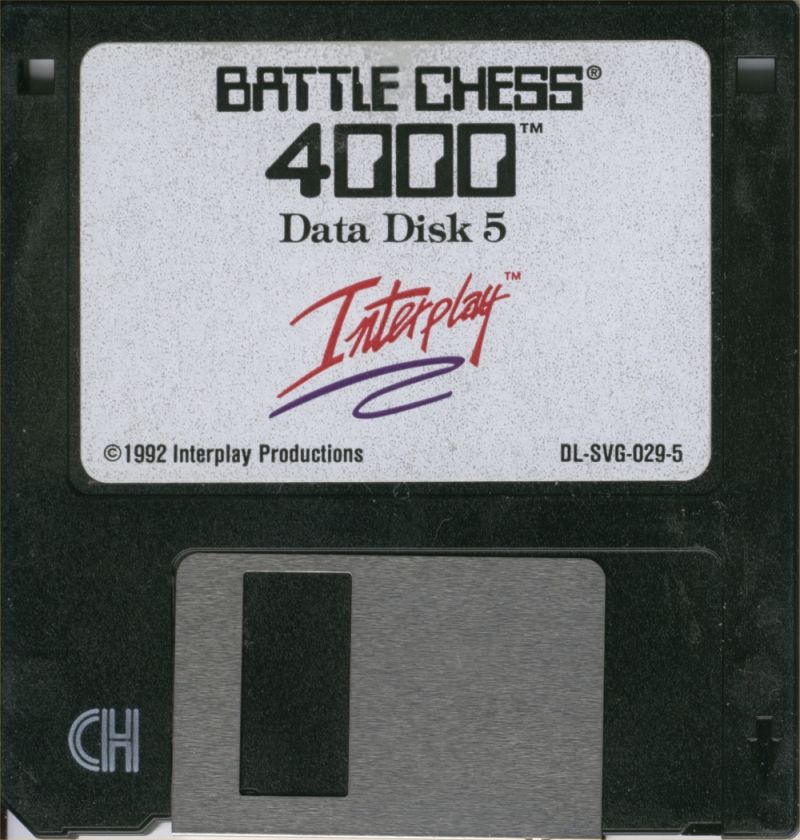 BATTLE CHESS®
4000™
Data Disk 5
Interplay™
©1992 Interplay Productions DL-SVG-029-5
CH